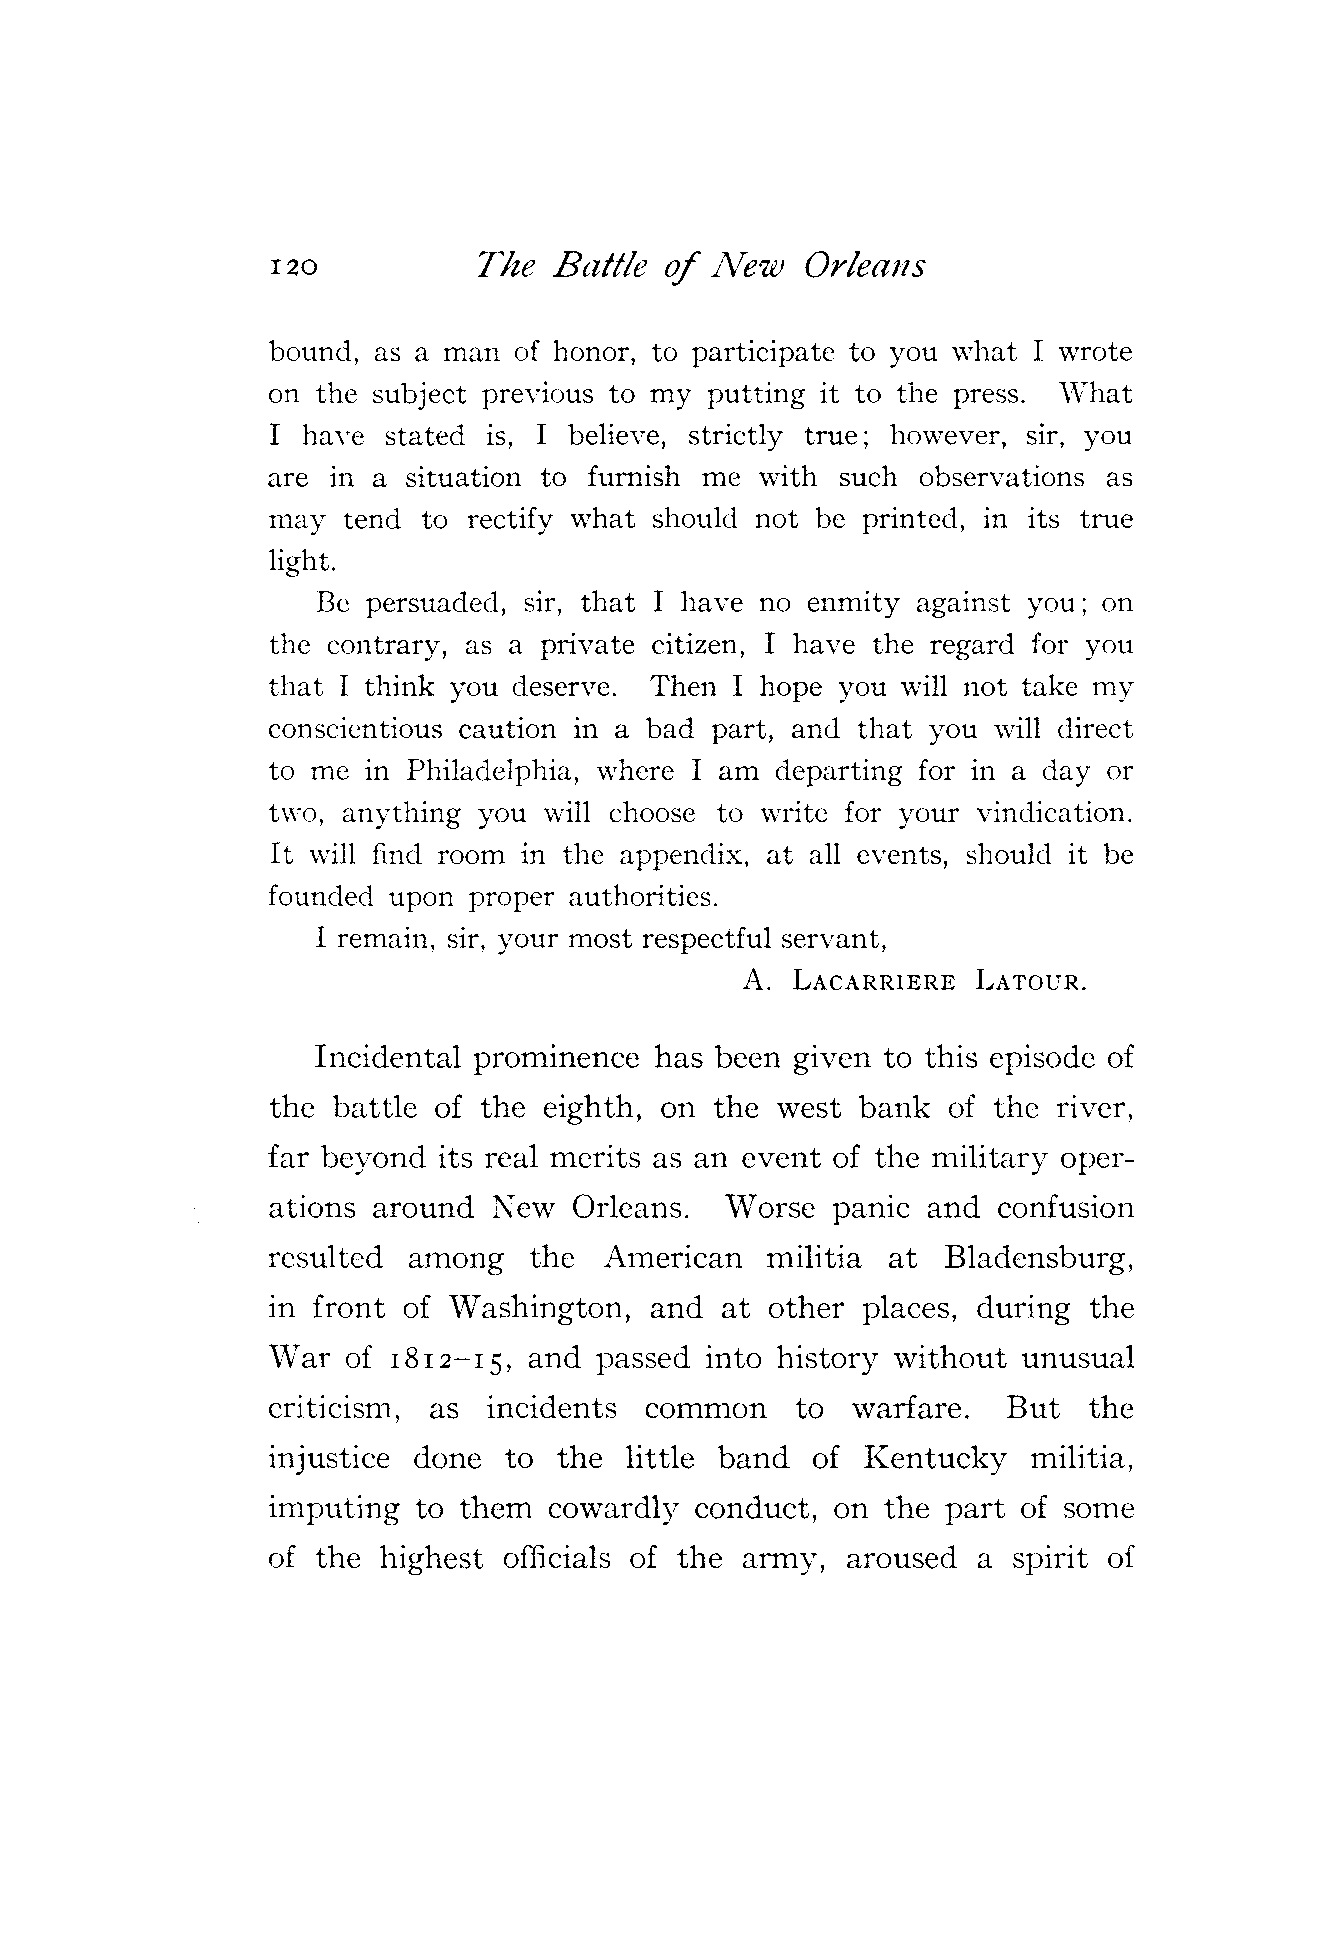 120 The Battle of New Orleans
bound, as a man of honor, to participate to you what I wrote
on the subject previous to my putting it to the press. What
I have stated is, I believe, strictly true; however, sir, you
are in a situation to furnish me with such observations as
may tend to rectify what should not be printed, in its true
light.
Be persuaded, sir, that I have no enmity against you; on
the contrary, as a private citizen, I have the regard for you
that I think you deserve. Then I hope you will not take my
conscientious caution in a bad part, and that you will direct
to me in Philadelphia, where I am departing for in a day or
two, anything you will choose to write for your vindication.
It will find room in the appendix, at all events, should it be
founded upon proper authorities.
I remain, sir, your most respectful servant,
A. LACARRIERE LATOUR.
Incidental prominence has been given to this episode of
the battle of the eighth, on the west bank of the river,
far beyond its real merits as an event of the military oper-
ations around New Orleans. Worse panic and confusion
resulted among the American militia at Bladensburg,
in front of Washington, and at other places, during the
War of 1812–15, and passed into history without unusual
criticism, as incidents common to warfare. But the
injustice done to the little band of Kentucky militia,
imputing to them cowardly conduct, on the part of some
of the highest officials of the army, aroused a spirit of